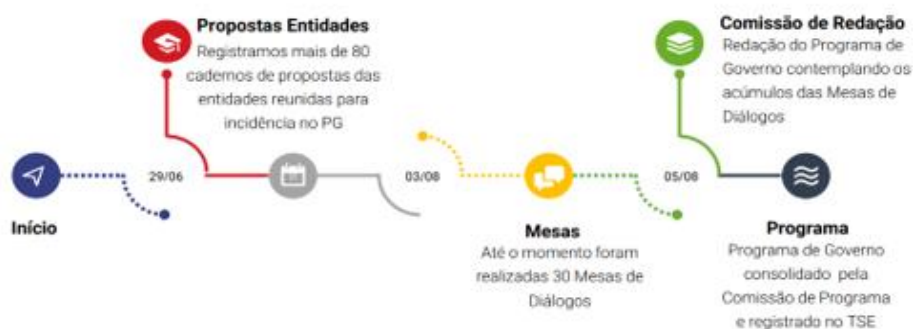 Propostas Entidades
Registramos mais de 80
cadernos de propostas das
entidades reunidas para
incidência no PG
Comissão de Redação
Redação do Programa de
Governo contemplando os
acúmulos das Mesas de
Diálogos
29/06
03/08
05/08
Início
Mesas
Até o momento foram
realizadas 30 Mesas de
Diálogos
Programa
Programa de Governo
consolidado pela
Comissão de Programa
e registrado no TSE